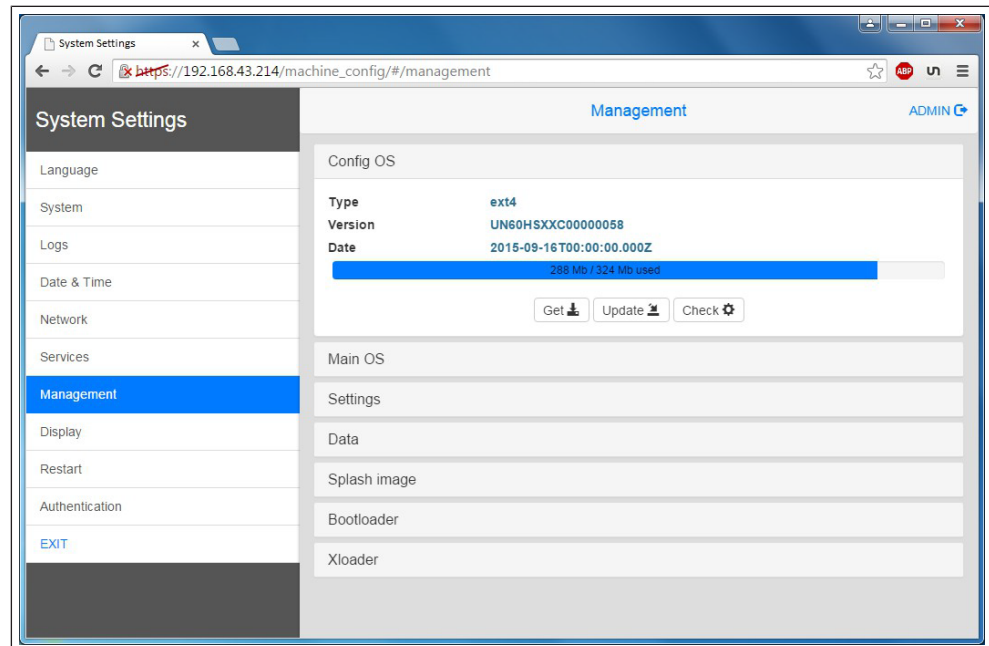 System Settings
https://192.168.43.214/machine_config/#/management
ABP
System Settings
Management
ADMIN
Language
System
Logs
Date & Time
Network
Services
Management
Display
Restart
Authentication
EXIT
Config OS
Type ext4
Version UN60HSXXC00000058
Date 2015-09-16T00:00:00.000Z
288 Mb / 324 Mb used
Get
Update
Check
Main OS
Settings
Data
Splash image
Bootloader
Xloader